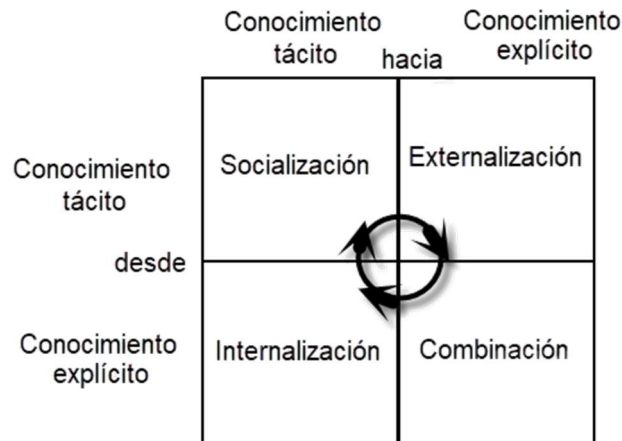 Conocimiento
tácito
hacia
Conocimiento
explícito
Conocimiento
tácito
Socialización
Externalización
desde
Conocimiento
explícito
Internalización
Combinación